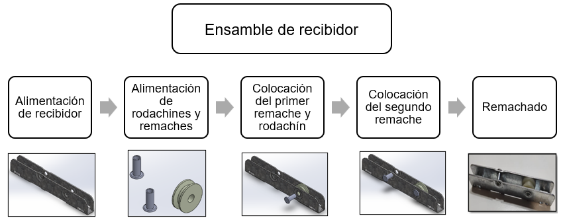 Ensamble de recibidor
Alimentación
de recibidor
Alimentación
de
rodachines y
remaches
Colocación
del primer
remache y
rodachín
Colocación
del segundo
remache
Remachado